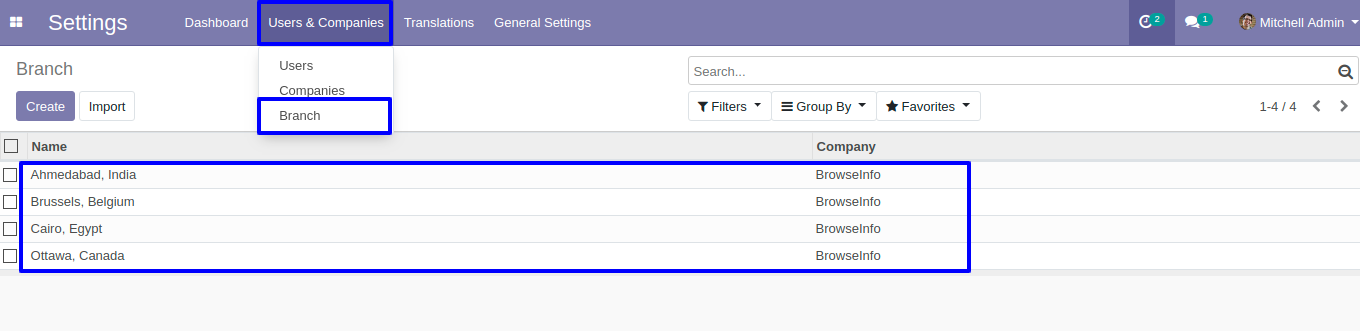 Settings Dashboard Users & Companies Translations General Settings 2 1 Mitchell Admin
Branch
Users
Companies
Branch
Search...
Create Import
Filters Group By Favorites 1-4 / 4
Name Company
Ahmedabad, India BrowseInfo
Brussels, Belgium BrowseInfo
Cairo, Egypt BrowseInfo
Ottawa, Canada BrowseInfo